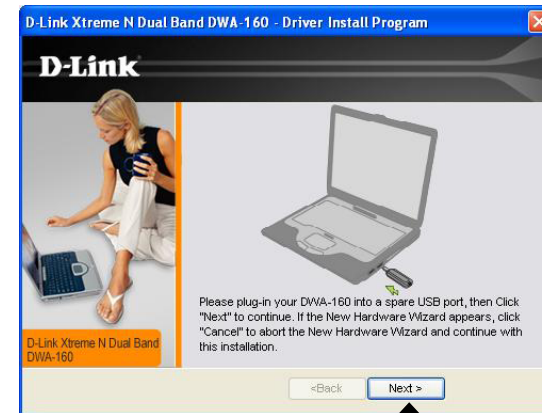 D-Link Xtreme N Dual Band DWA-160 - Driver Install Program
D-Link
Please plug-in your DWA-160 into a spare USB port, then Click
"Next" to continue. If the New Hardware Wizard appears, click
"Cancel" to abort the New Hardware Wizard and continue with
this installation.
D-Link Xtreme N Dual Band
DWA-160
<Back
Next >